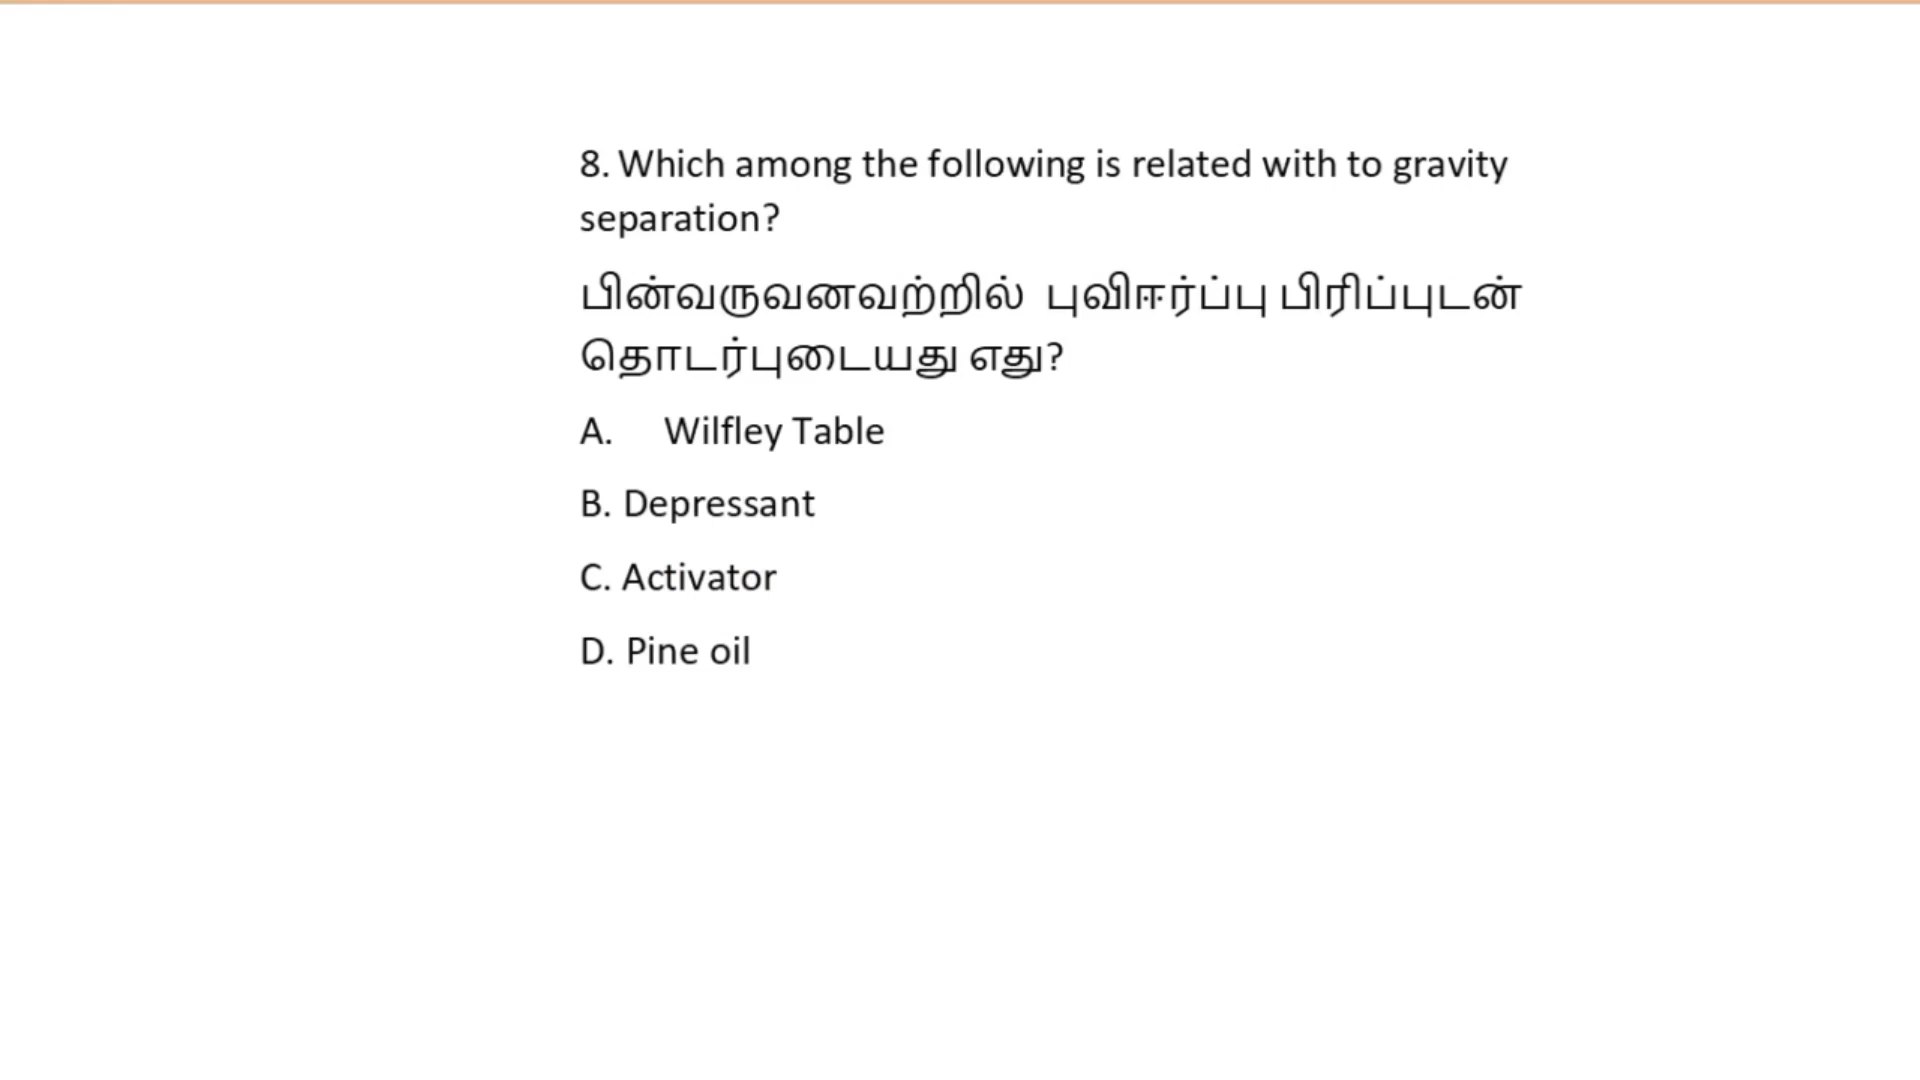 8. Which among the following is related with to gravity
separation?
பின்வருவனவற்றில் புவிஈர்ப்பு பிரிப்புடன்
தொடர்புடையது எது?
A. Wilfley Table
B. Depressant
C. Activator
D. Pine oil